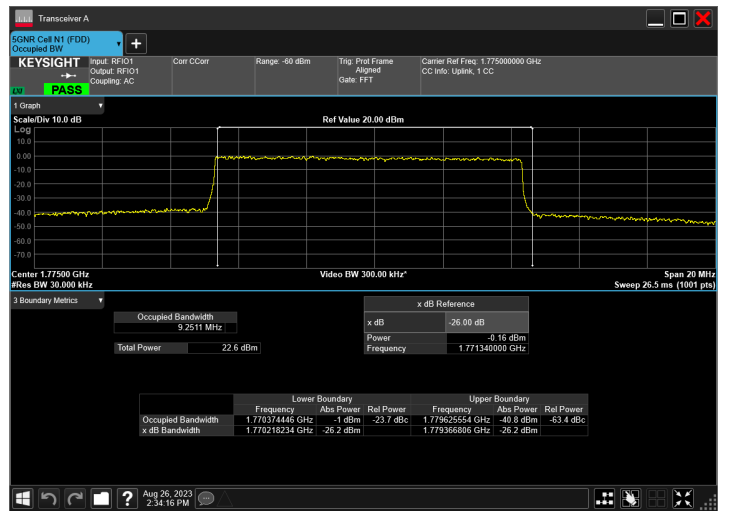 Transceiver A
5GNR Cell N1 (FDD)
Occupied BW
KEYSIGHT
PASS
Input: RFIO1
Output: RFIO1
Coupling: AC
Corr CCorr
Range: -60 dBm
Trig: Prot Frame
Aligned
Gate: FFT
Carrier Ref Freq: 1.775000000 GHz
CC Info: Uplink, 1 CC
1 Graph
Scale/Div 10.0 dB
Ref Value 20.00 dBm
Log
10.0
0.00
-10.0
-20.0
-30.0
-40.0
-50.0
-60.0
-70.0
Center 1.77500 GHz
Video BW 300.00 kHz*
Span 20 MHz
#Res BW 30.000 kHz
Sweep 26.5 ms (1001 pts)
3 Boundary Metrics
Occupied Bandwidth
9.2511 MHz
Total Power 22.6 dBm
x dB Reference
x dB -26.00 dB
Power -0.16 dBm
Frequency 1.771340000 GHz
Lower Boundary Upper Boundary
Frequency Abs Power Rel Power Frequency Abs Power Rel Power
Occupied Bandwidth 1.770374446 GHz -1 dBm -23.7 dBc 1.779625554 GHz -40.8 dBm -63.4 dBc
x dB Bandwidth 1.770218234 GHz -26.2 dBm 1.779366806 GHz -26.2 dBm
Aug 26, 2023
2:34:16 PM